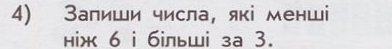 4) Запиши числа, які менші
ніж 6 і більші за 3.